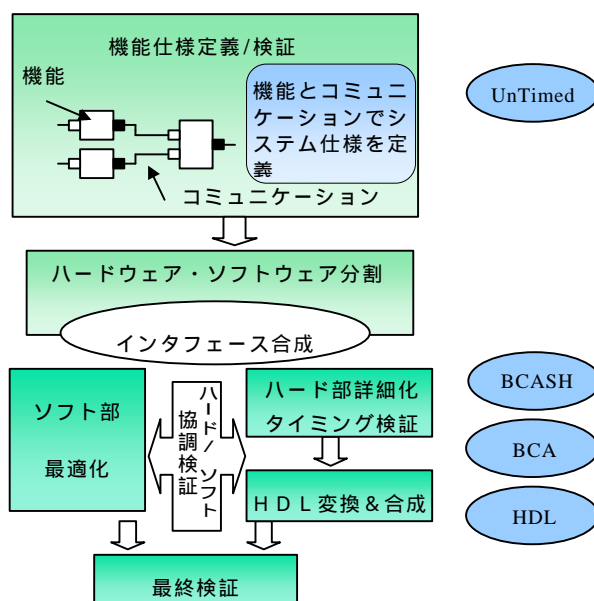 機能仕様定義/検証
機能
機能とコミュニ
ケーションでシ
ステム仕様を定
義
コミュニケーション
UnTimed
ハードウェア・ソフトウェア分割
インタフェース合成
ソフト部
最適化
ハード/ソフト
協調検証
ハード部詳細化
タイミング検証
ＨＤＬ変換＆合成
BCASH
BCA
HDL
最終検証